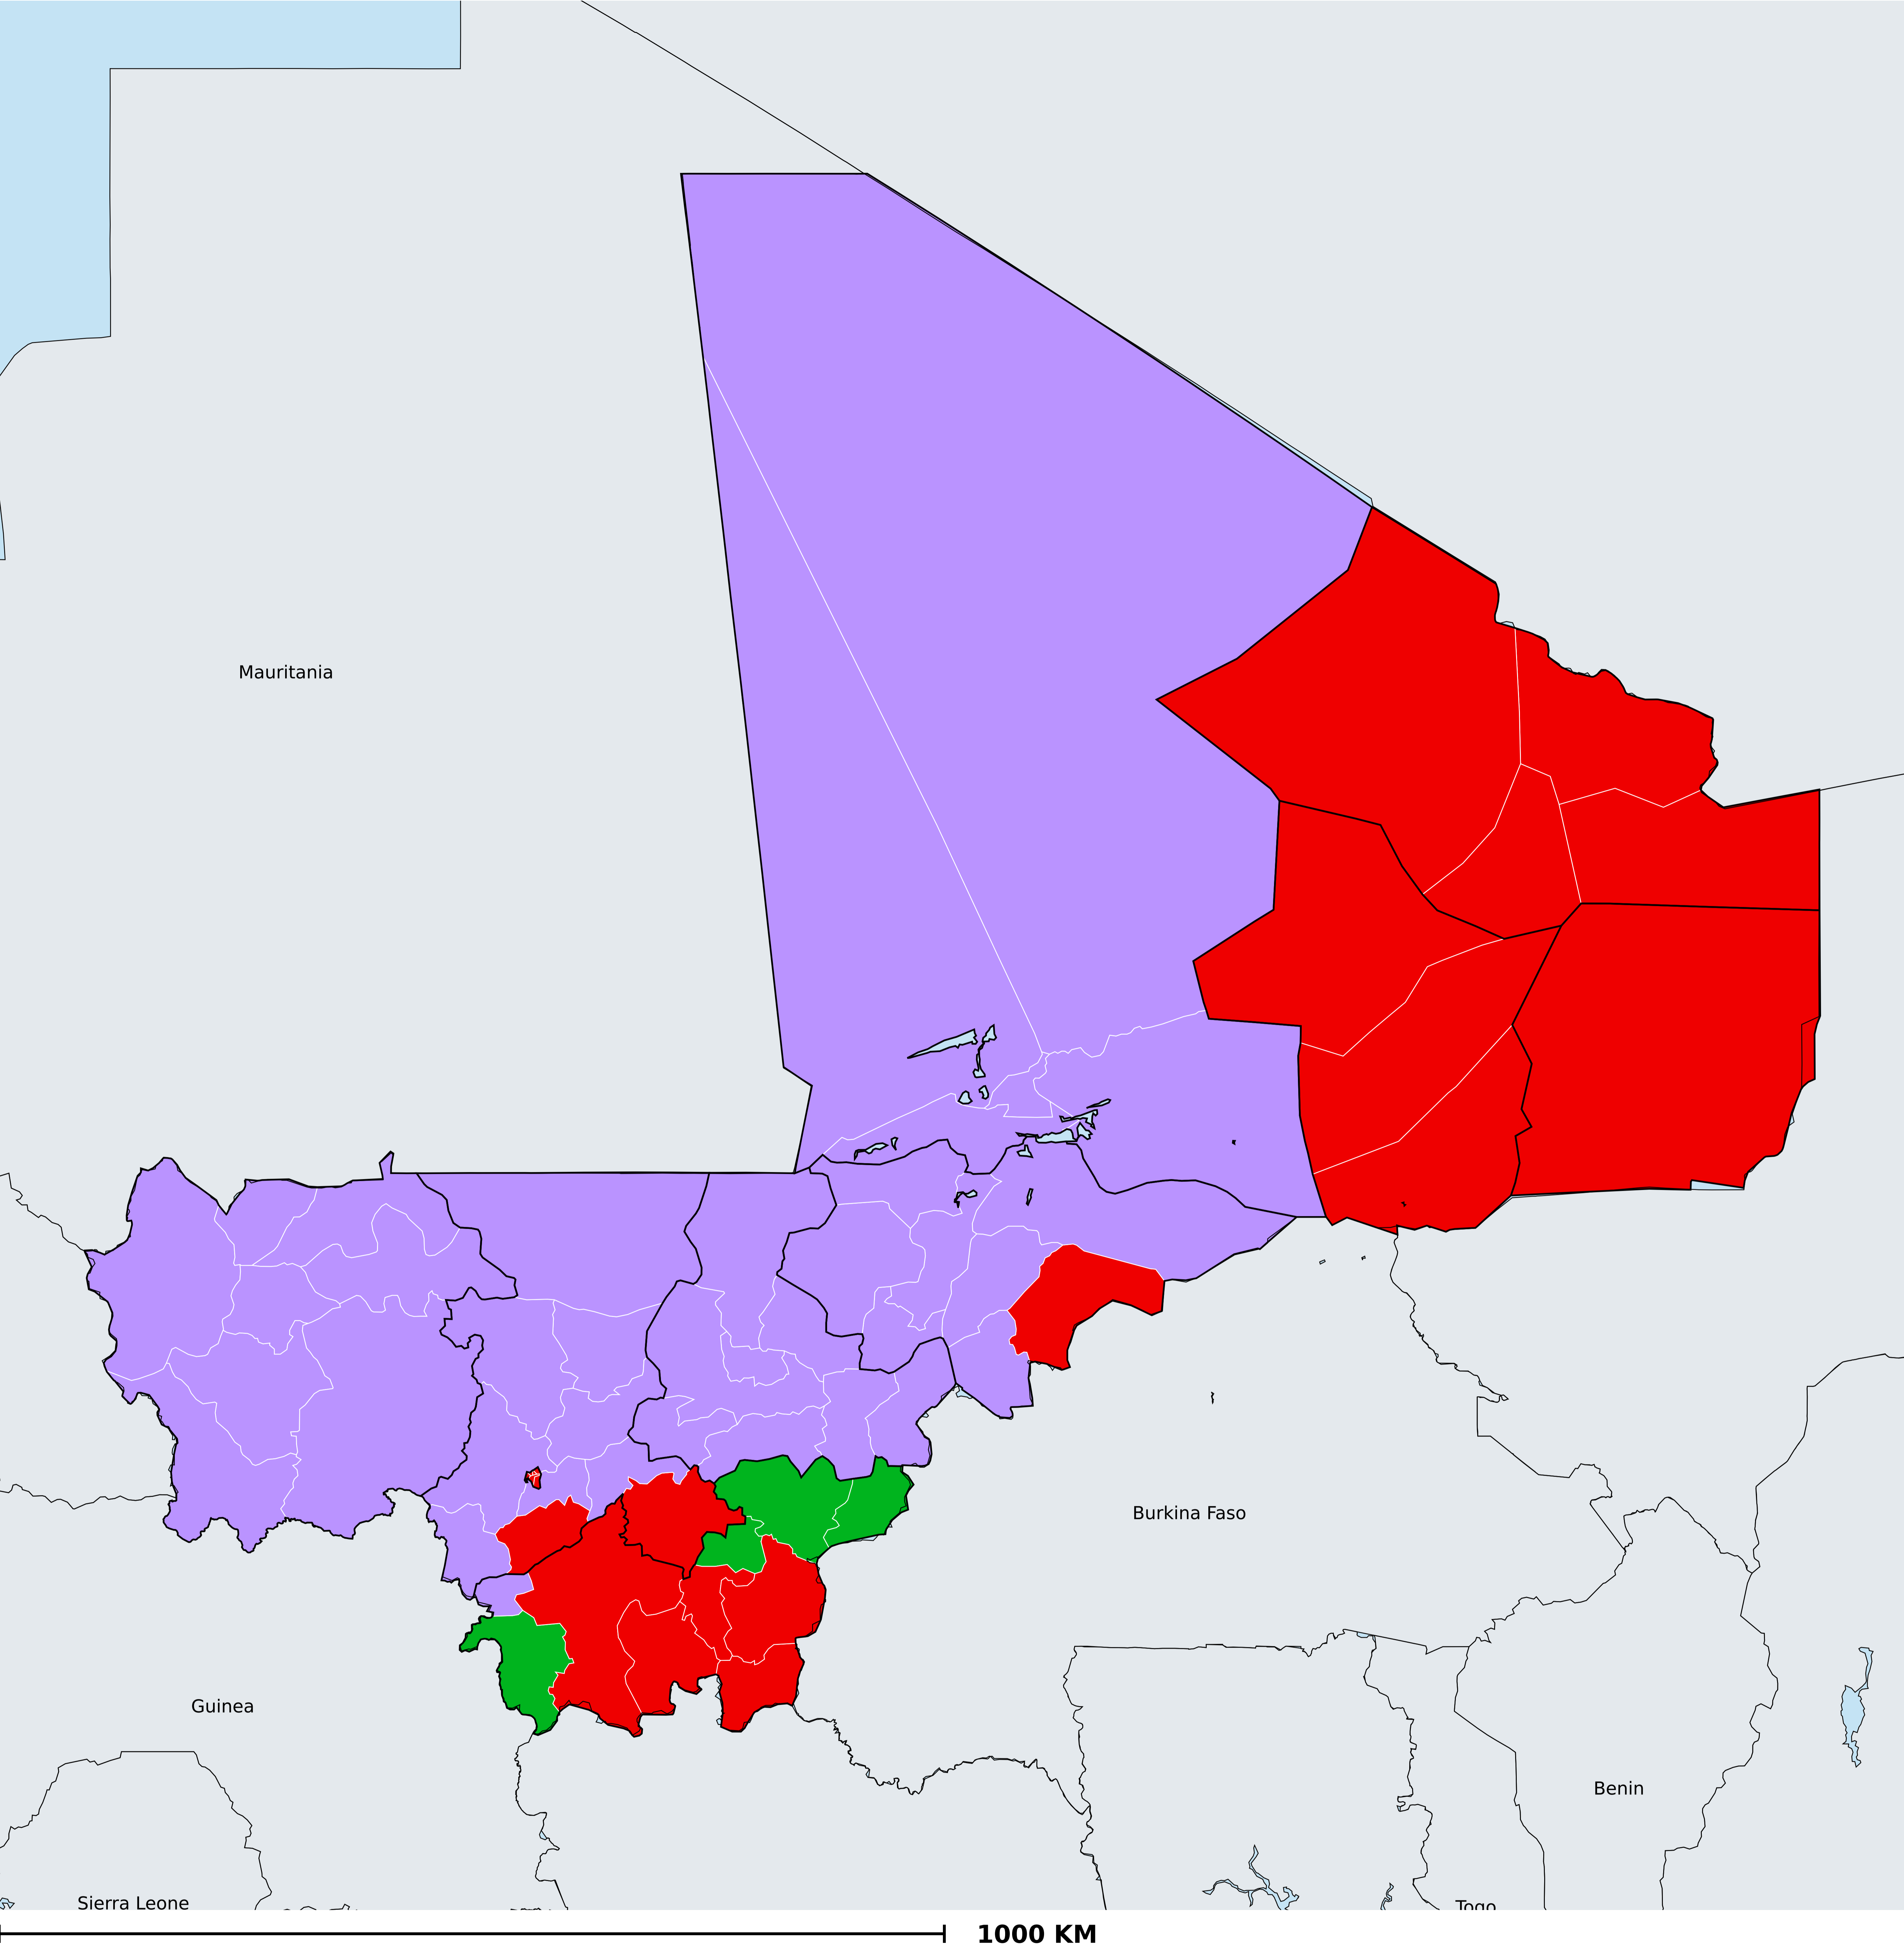 Mauritania
Burkina Faso
Guinea
Benin
Sierra Leone
Togo
1000 KM